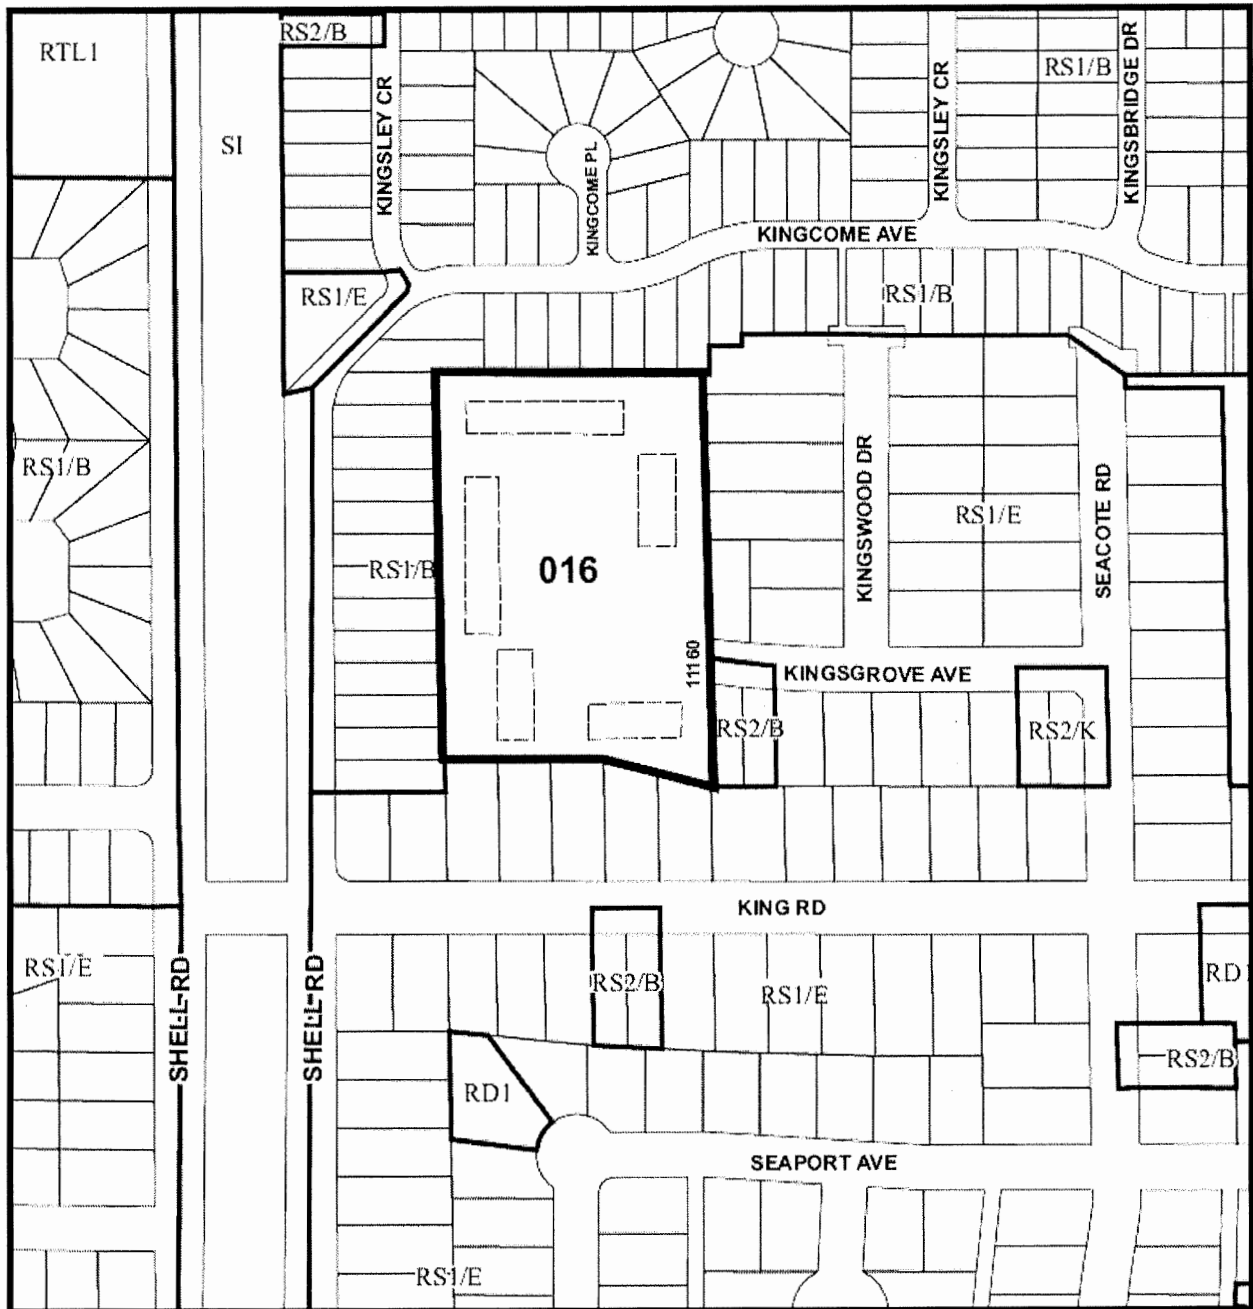 RS2/B
RTL1
SI
KINGSLEY CR
KINGCOME PL
KINGSLEY CR
RS1/B
KINGSBRIDGE DR
KINGCOME AVE
RS1/E
RS1/B
RS1/B
RS1/B
016
11160
KINGSWOOD DR
RS1/E
SEACOTE RD
KINGSGROVE AVE
RS2/B
RS2/K
KING RD
RS1/E
SHELL RD
SHELL RD
RS2/B
RS1/E
RD1
RS2/B
RD1
SEAPORT AVE
RS1/E